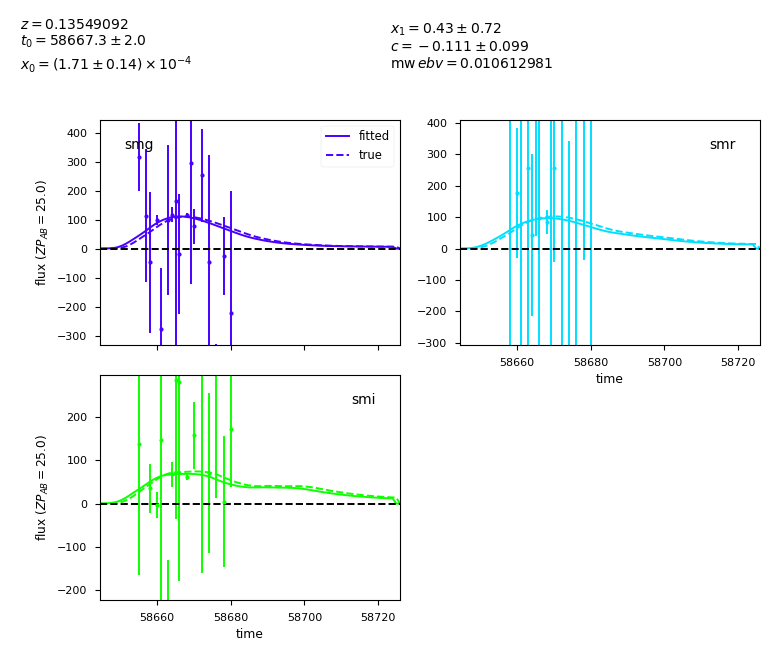 z = 0.13549092
t₀ = 58667.3 ± 2.0
x₀ = (1.71 ± 0.14) × 10⁻⁴
x₁ = 0.43 ± 0.72
c = −0.111 ± 0.099
mw ebv = 0.010612981
smg
fitted
true
400
300
200
100
0
−100
−200
−300
flux (ZP_AB = 25.0)
smr
400
300
200
100
0
−100
−200
−300
58660 58680 58700 58720
time
smi
200
100
0
−100
−200
flux (ZP_AB = 25.0)
58660 58680 58700 58720
time